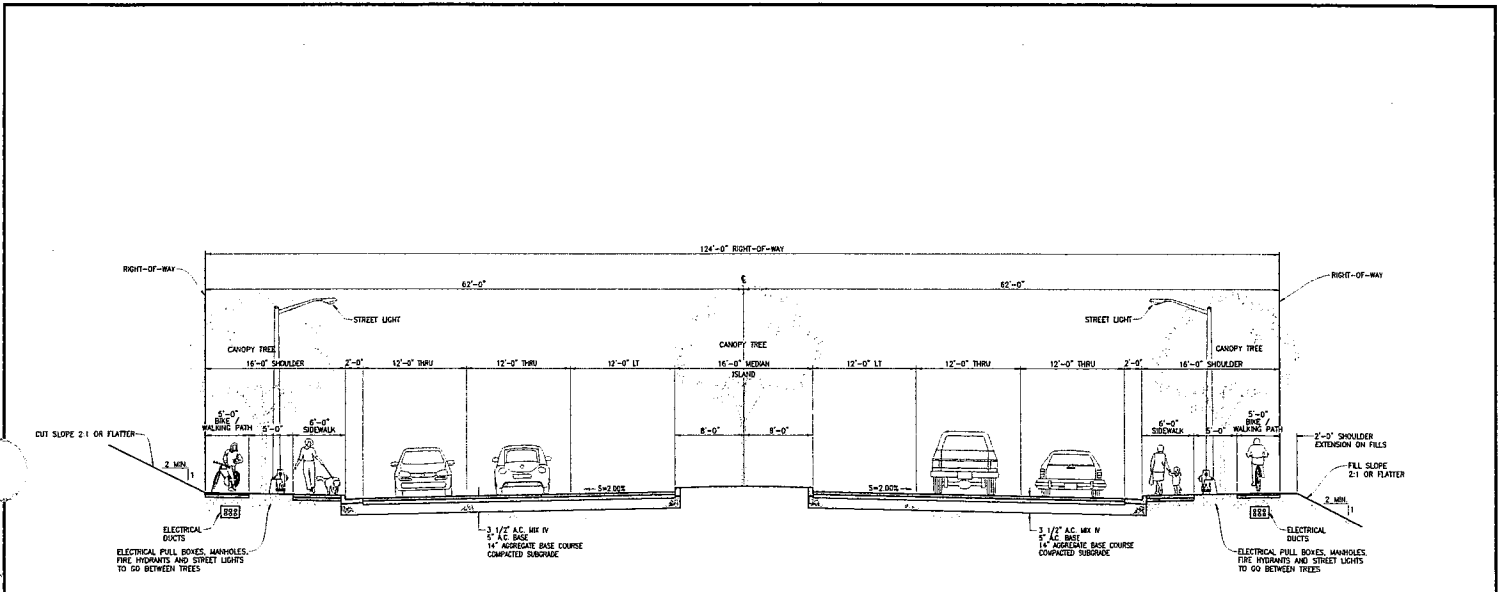 124'-0" RIGHT-OF-WAY
RIGHT-OF-WAY
RIGHT-OF-WAY
62'-0"
℄
62'-0"
STREET LIGHT
STREET LIGHT
CANOPY TREE
CANOPY TREE
CANOPY TREE
16'-0" SHOULDER
2'-0"
12'-0" THRU
12'-0" THRU
12'-0" LT
16'-0" MEDIAN
ISLAND
12'-0" LT
12'-0" THRU
12'-0" THRU
2'-0"
16'-0" SHOULDER
5'-0"
BIKE /
WALKING PATH
5'-0"
6'-0"
SIDEWALK
8'-0"
8'-0"
6'-0"
SIDEWALK
5'-0"
5'-0"
BIKE /
WALKING PATH
2'-0" SHOULDER
EXTENSION ON FILLS
CUT SLOPE 2:1 OR FLATTER
2 MIN
1
FILL SLOPE
2:1 OR FLATTER
2 MIN.
1
S=2.00%
S=2.00%
ELECTRICAL
DUCTS
ELECTRICAL PULL BOXES, MANHOLES,
FIRE HYDRANTS AND STREET LIGHTS
TO GO BETWEEN TREES
3 1/2" A.C. MIX IV
5" A.C. BASE
14" AGGREGATE BASE COURSE
COMPACTED SUBGRADE
3 1/2" A.C. MIX IV
5" A.C. BASE
14" AGGREGATE BASE COURSE
COMPACTED SUBGRADE
ELECTRICAL
DUCTS
ELECTRICAL PULL BOXES, MANHOLES,
FIRE HYDRANTS AND STREET LIGHTS
TO GO BETWEEN TREES